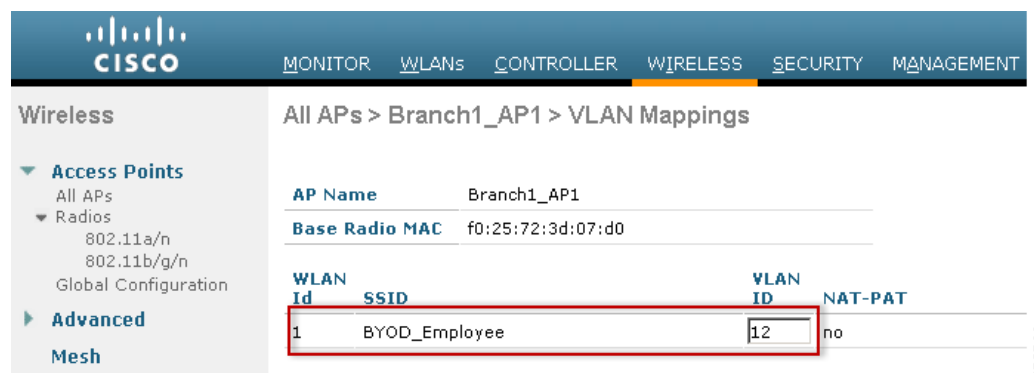 CISCO
MONITOR WLANs CONTROLLER WIRELESS SECURITY MANAGEMENT
Wireless
All APs > Branch1_AP1 > VLAN Mappings
Access Points
All APs
Radios
802.11a/n
802.11b/g/n
Global Configuration
Advanced
Mesh
AP Name Branch1_AP1
Base Radio MAC f0:25:72:3d:07:d0
WLAN Id SSID VLAN ID NAT-PAT
1 BYOD_Employee 12 no